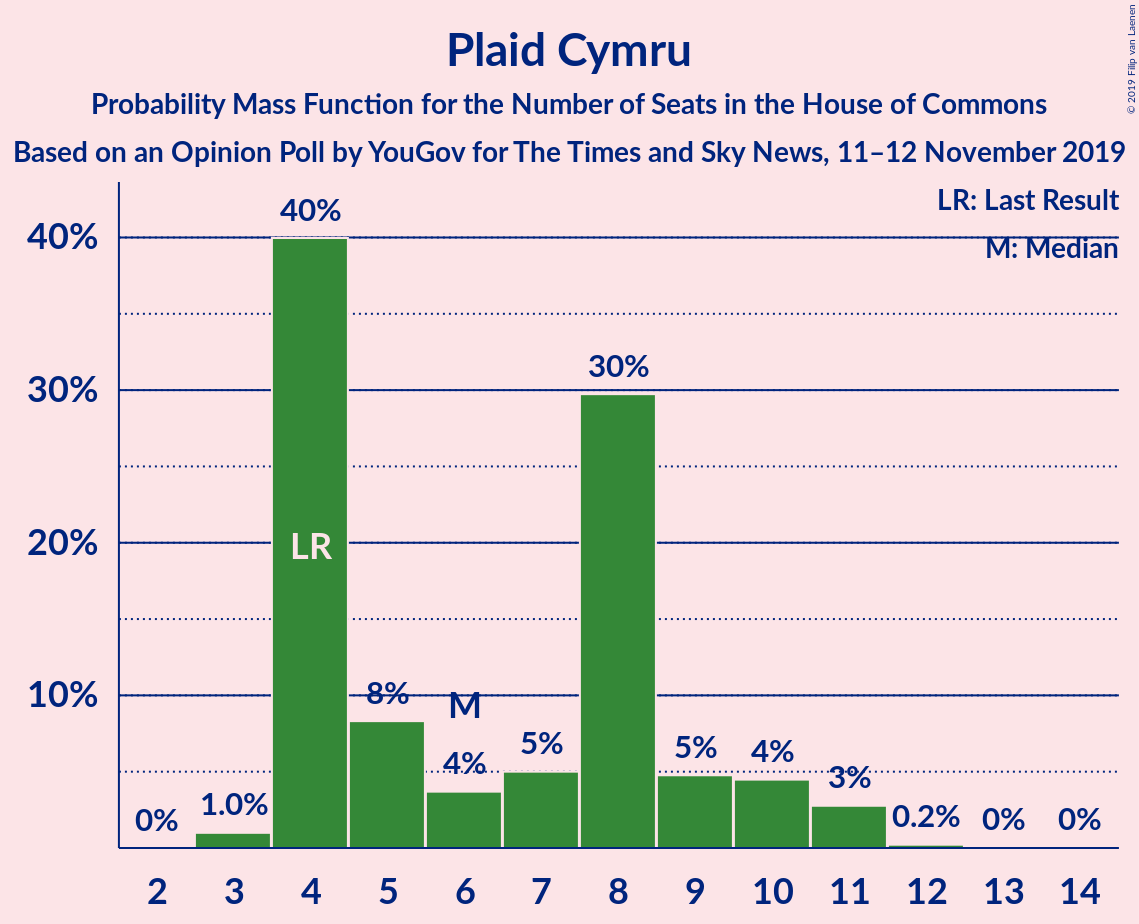 Plaid Cymru
Probability Mass Function for the Number of Seats in the House of Commons
Based on an Opinion Poll by YouGov for The Times and Sky News, 11–12 November 2019
© 2019 Filip van Laenen
LR: Last Result
M: Median
40%
30%
20%
10%
0%
1.0%
40%
LR
8%
M
4%
5%
30%
5%
4%
3%
0.2%
0%
0%
2 3 4 5 6 7 8 9 10 11 12 13 14